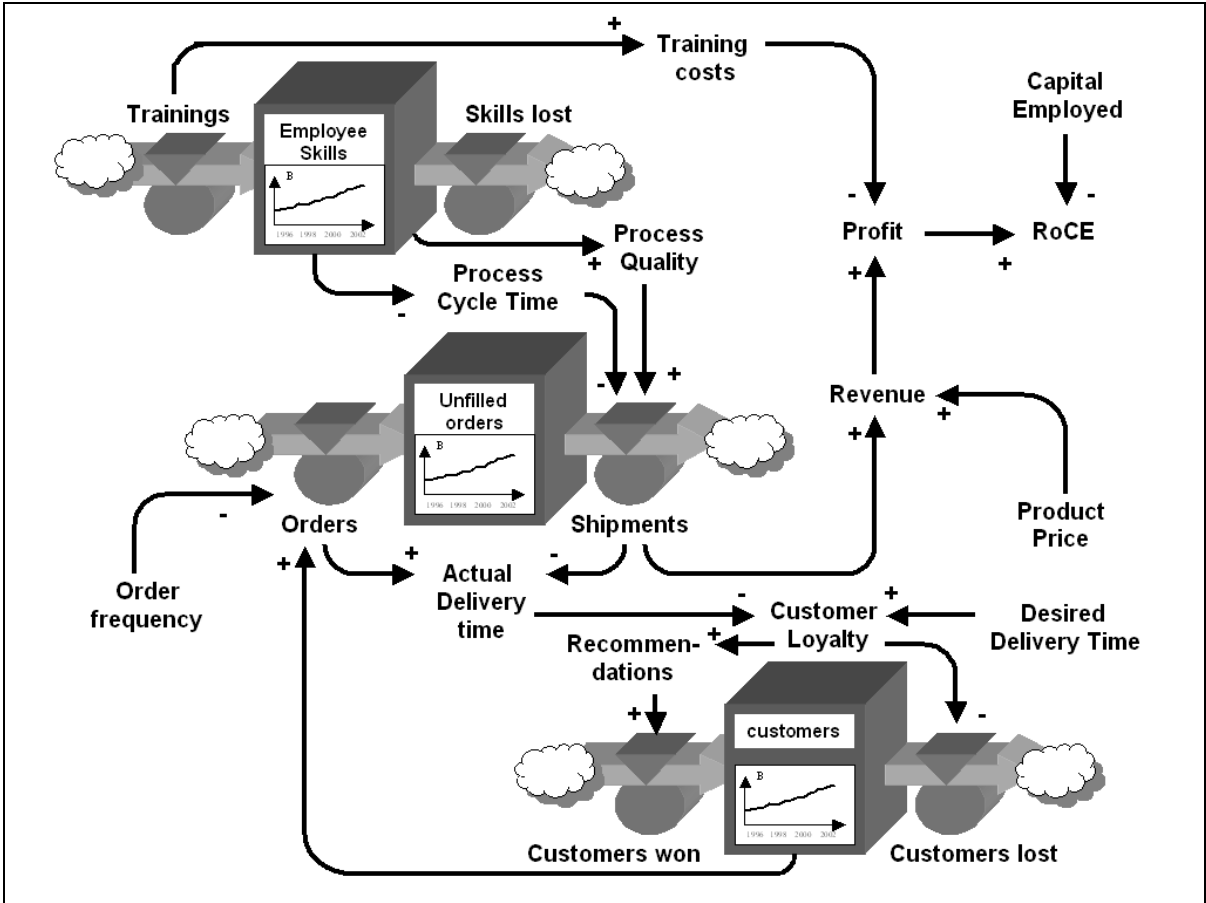 +
Training
costs
Capital
Employed
Trainings
Skills lost
Employee
Skills
B
1996 1998 2000 2002
-
-
Profit
RoCE
+
+
Process
Quality
+
Process
Cycle Time
-
-
+
Unfilled
orders
B
1996 1998 2000 2002
Revenue
+
+
-
Orders
Shipments
Product
Price
+
+
-
Order
frequency
Actual
Delivery
time
-
+
Customer
Loyalty
Desired
Delivery Time
Recommen-
dations
+
+
-
customers
B
1996 1998 2000 2002
Customers won
Customers lost